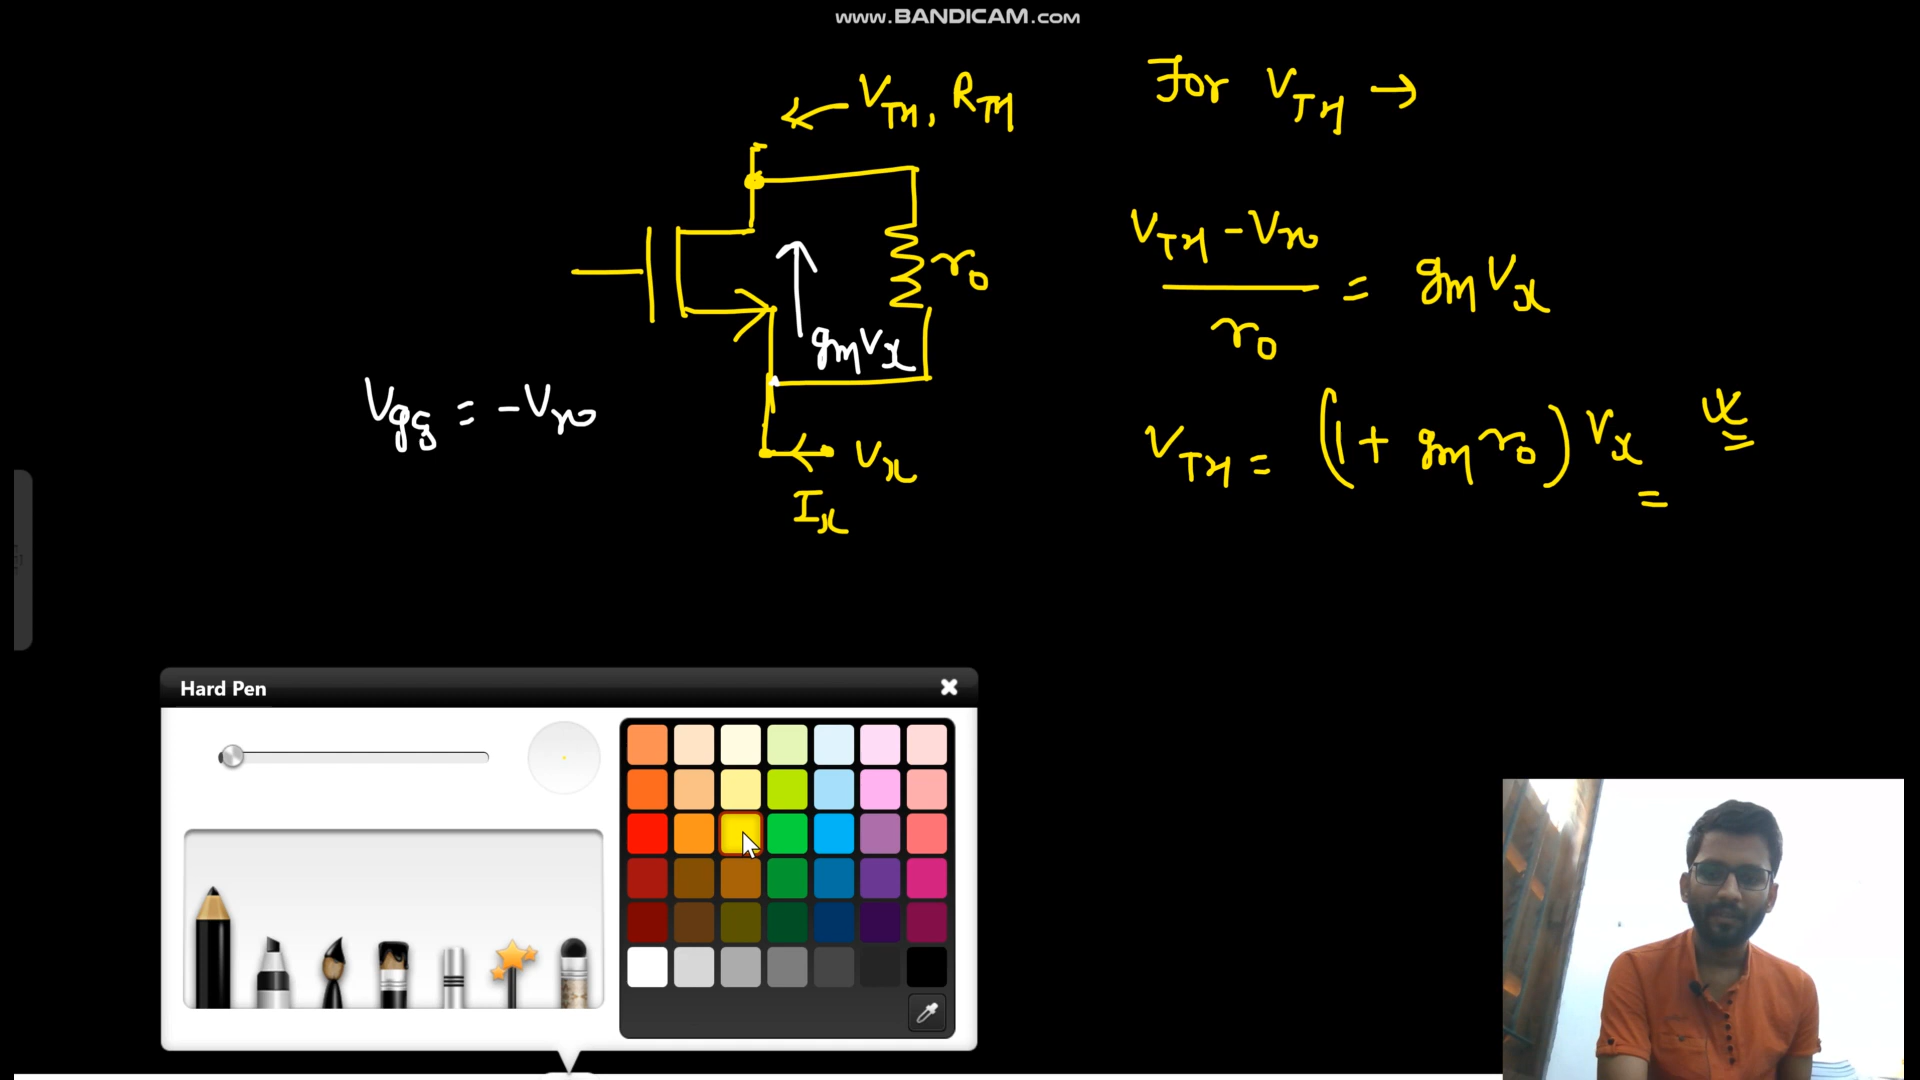 www.BANDICAM.com
V_TH, R_TH
r_o
g_m V_x
V_gs = -V_x
V_x
I_x
For V_TH →
(V_TH - V_x) / r_o = g_m V_x
V_TH = (1 + g_m r_o) V_x
Hard Pen